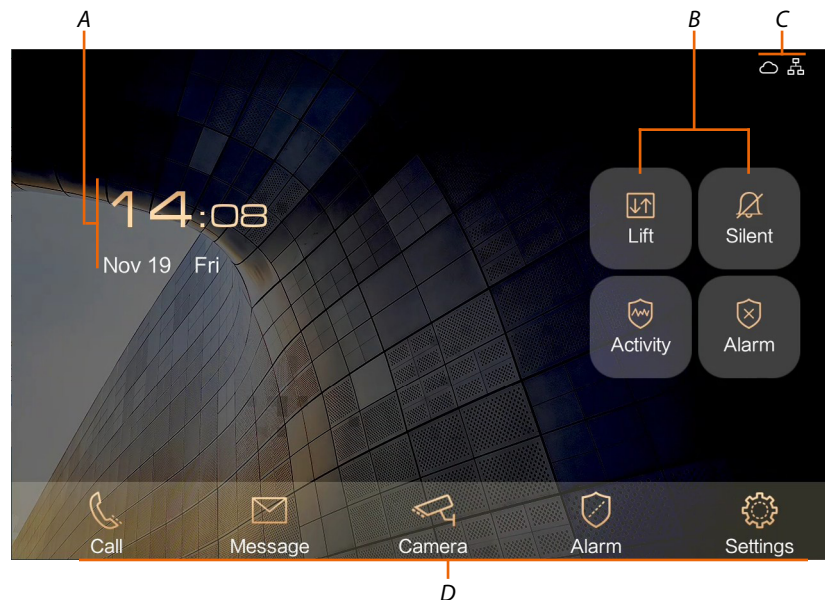 A
B
C
14:08
Nov 19 Fri
Lift
Silent
Activity
Alarm
Call
Message
Camera
Alarm
Settings
D